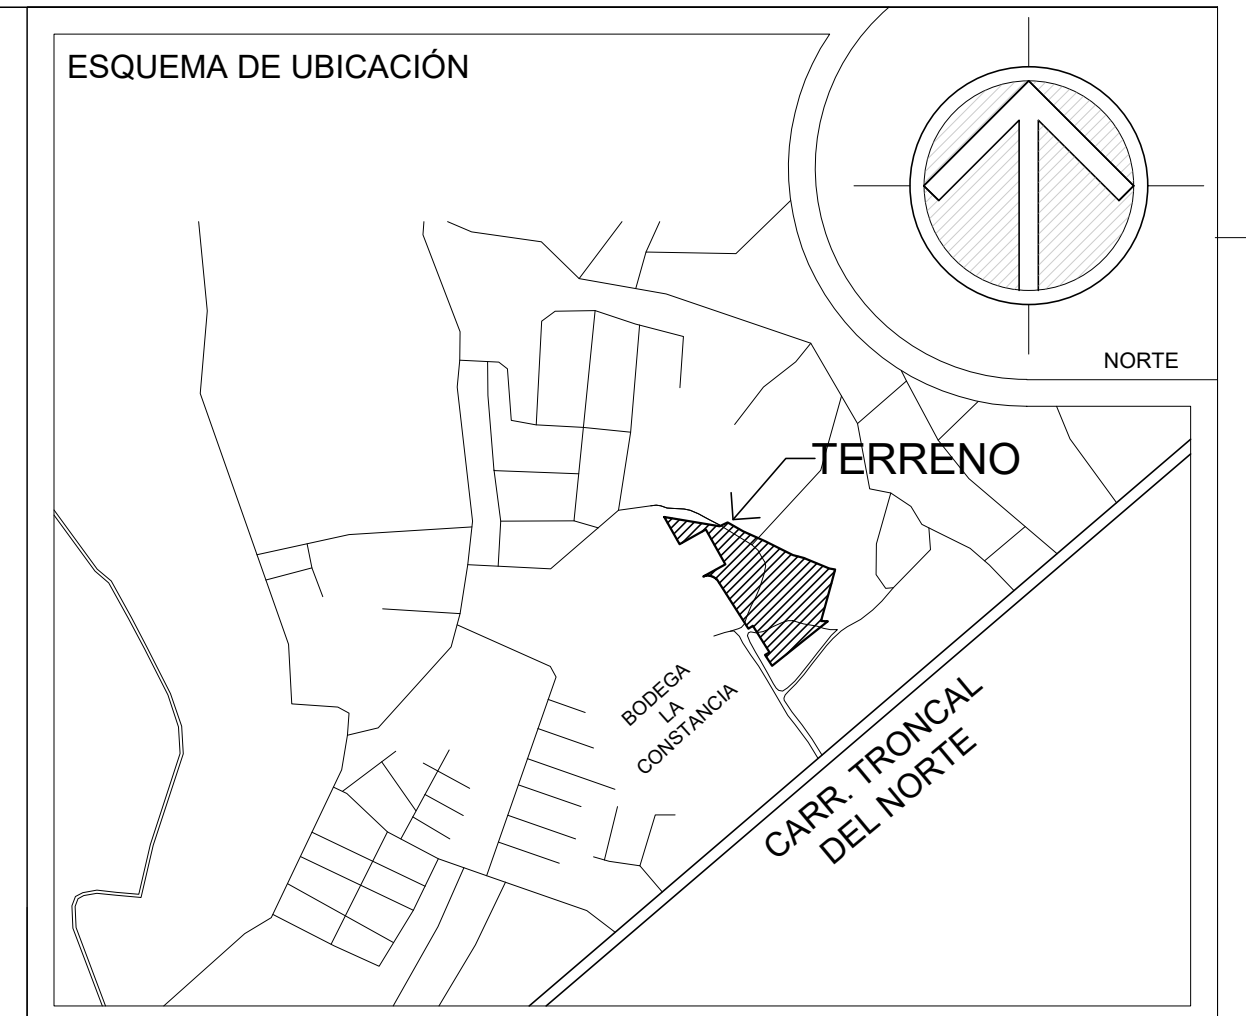 ESQUEMA DE UBICACIÓN
NORTE
TERRENO
BODEGA
LA
CONSTANCIA
CARR. TRONCAL
DEL NORTE